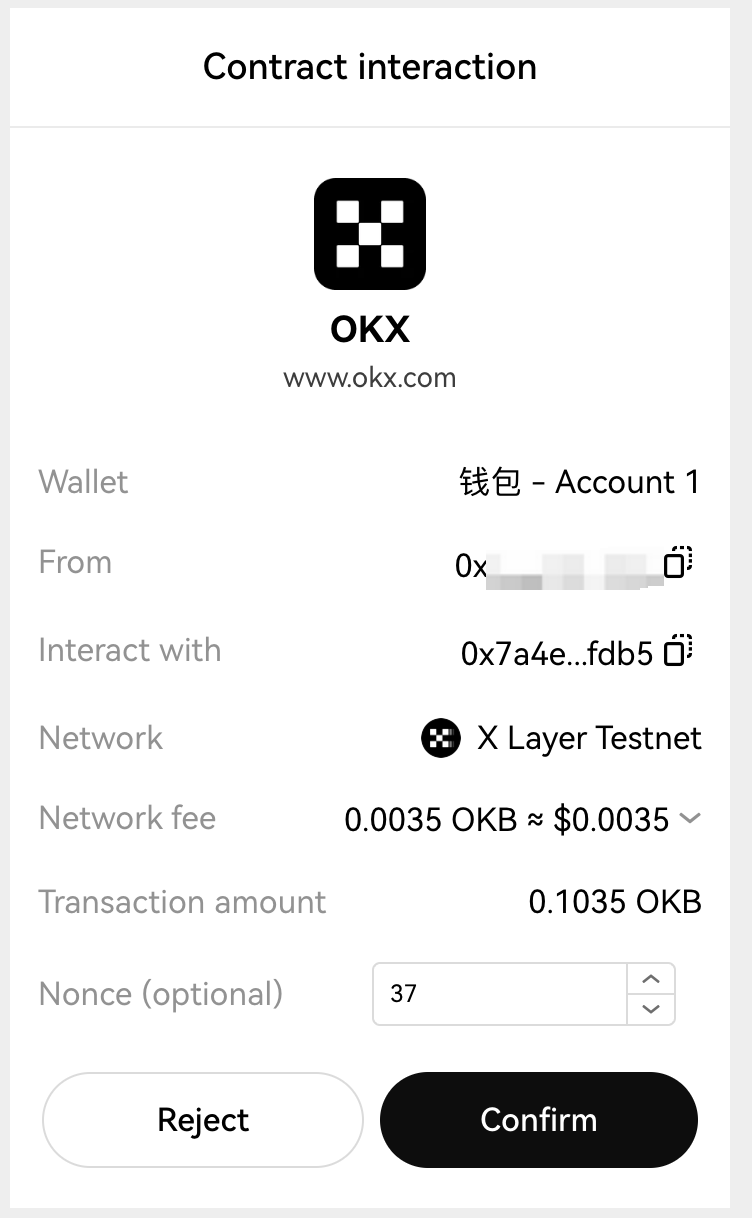 Contract interaction
OKX
www.okx.com
Wallet 钱包 - Account 1
From 0x
Interact with 0x7a4e...fdb5
Network X Layer Testnet
Network fee 0.0035 OKB ≈ $0.0035
Transaction amount 0.1035 OKB
Nonce (optional) 37
Reject Confirm